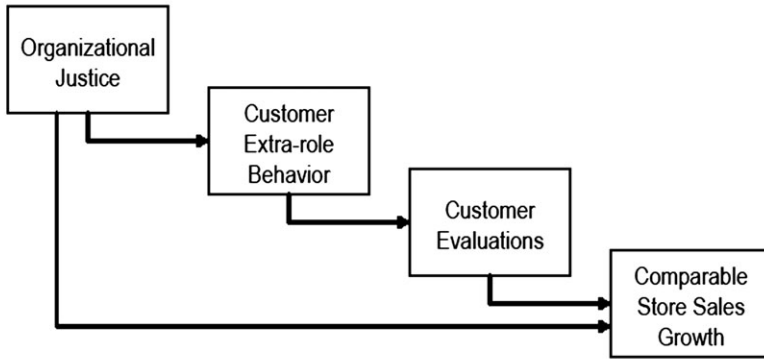 Organizational
Justice
Customer
Extra-role
Behavior
Customer
Evaluations
Comparable
Store Sales
Growth